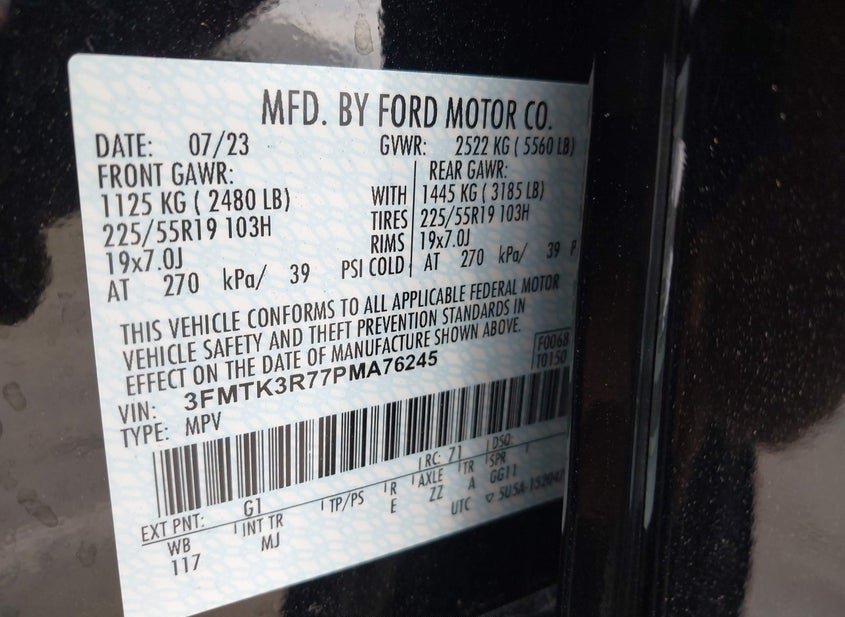 MFD. BY FORD MOTOR CO.
DATE: 07/23 GVWR: 2522 KG ( 5560 LB)
FRONT GAWR: REAR GAWR:
1125 KG ( 2480 LB) WITH 1445 KG ( 3185 LB)
225/55R19 103H TIRES 225/55R19 103H
19x7.0J RIMS 19x7.0J
AT 270 kPa/ 39 PSI COLD AT 270 kPa/ 39 P
THIS VEHICLE CONFORMS TO ALL APPLICABLE FEDERAL MOTOR
VEHICLE SAFETY AND THEFT PREVENTION STANDARDS IN
EFFECT ON THE DATE OF MANUFACTURE SHOWN ABOVE.
F0068
T0150
VIN: 3FMTK3R77PMA76245
TYPE: MPV
EXT PNT: G1 RC: 71 DSO:
WB INT TR TP/PS R AXLE TR SPR
117 MJ E ZZ A GG11
UTC